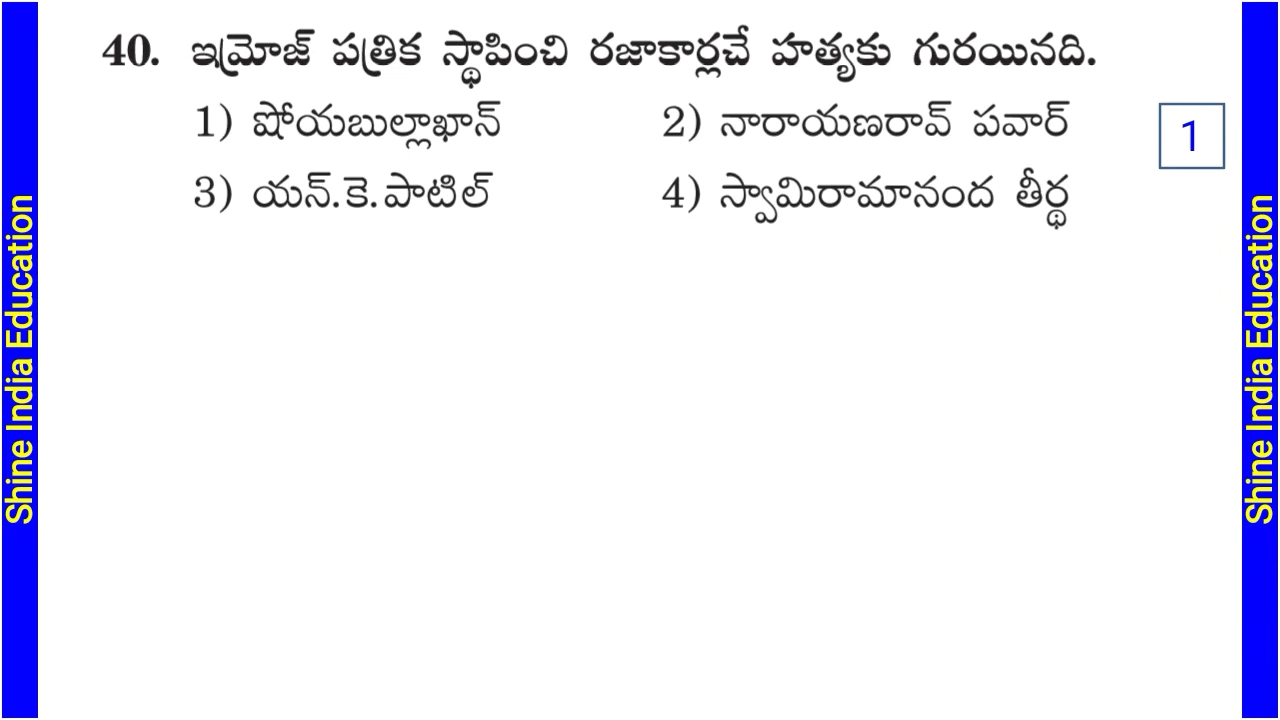 40. ఇమ్రోజ్ పత్రిక స్థాపించి రజాకార్లచే హత్యకు గురయినది.
1) షోయబుల్లాఖాన్ 2) నారాయణరావ్ పవార్
1
3) యన్.కె.పాటిల్ 4) స్వామిరామానంద తీర్థ
Shine India Education
Shine India Education